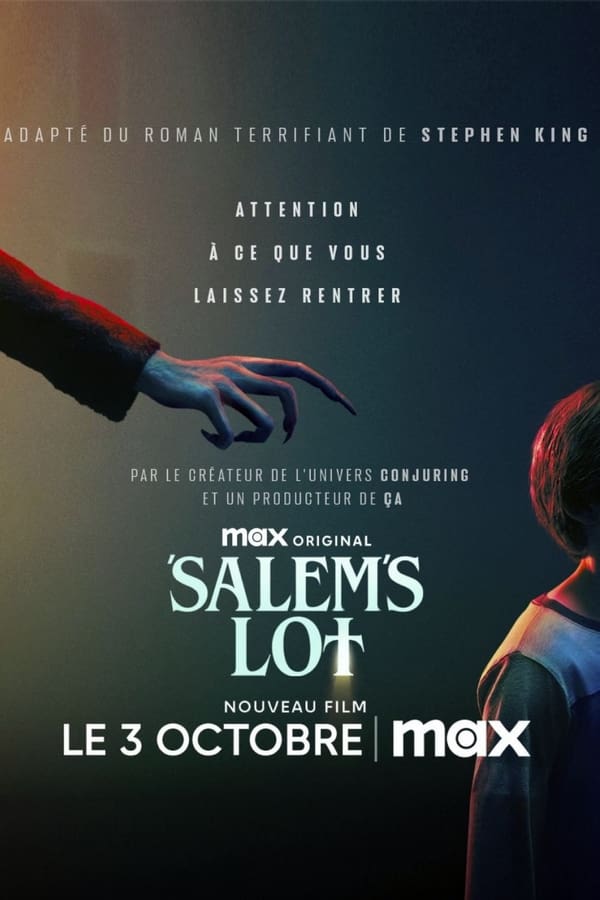 ADAPTÉ DU ROMAN TERRIFIANT DE STEPHEN KING
ATTENTION
À CE QUE VOUS
LAISSEZ RENTRER
PAR LE CRÉATEUR DE L'UNIVERS CONJURING
ET UN PRODUCTEUR DE ÇA
max ORIGINAL
'SALEM'S
LOT
NOUVEAU FILM
LE 3 OCTOBRE | max